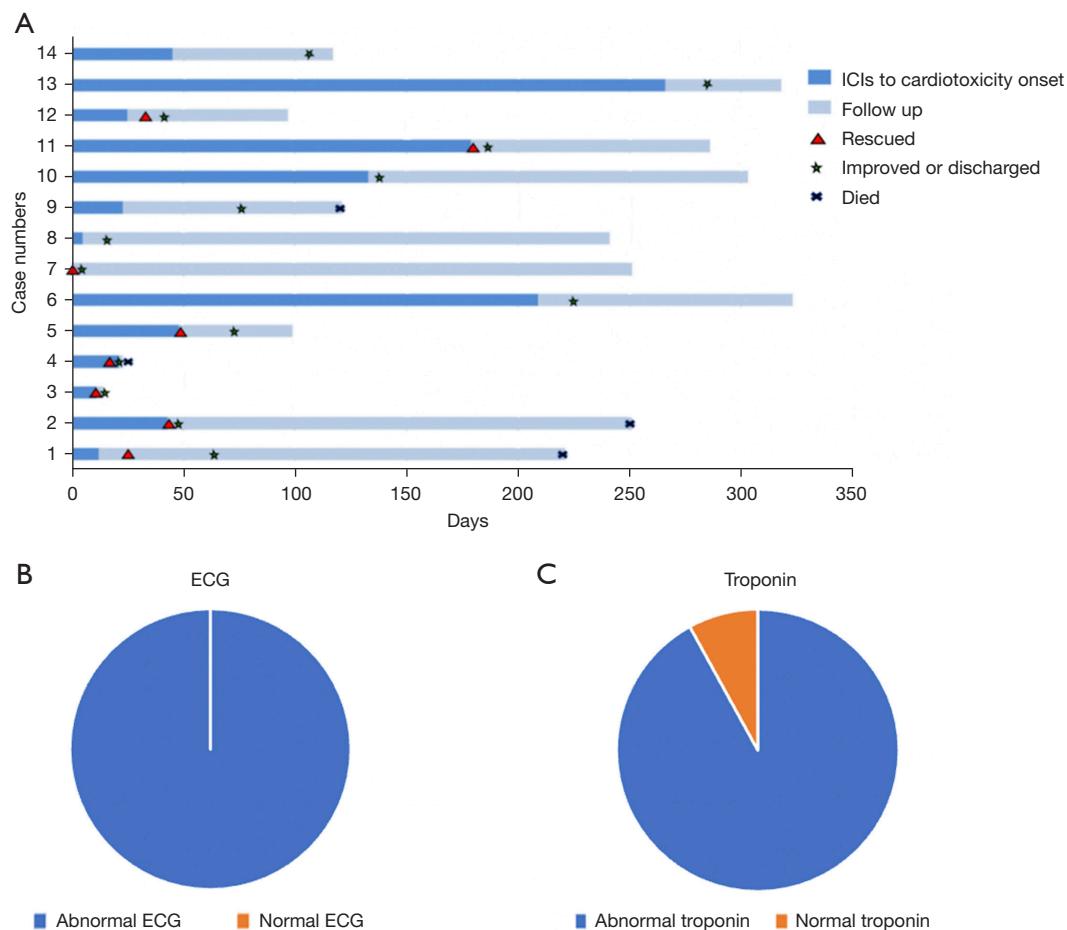 A
14
13
12
11
10
9
8
7
6
5
4
3
2
1
Case numbers
0 50 100 150 200 250 300 350
Days
ICIs to cardiotoxicity onset
Follow up
Rescued
Improved or discharged
Died
B
ECG
Abnormal ECG Normal ECG
C
Troponin
Abnormal troponin Normal troponin